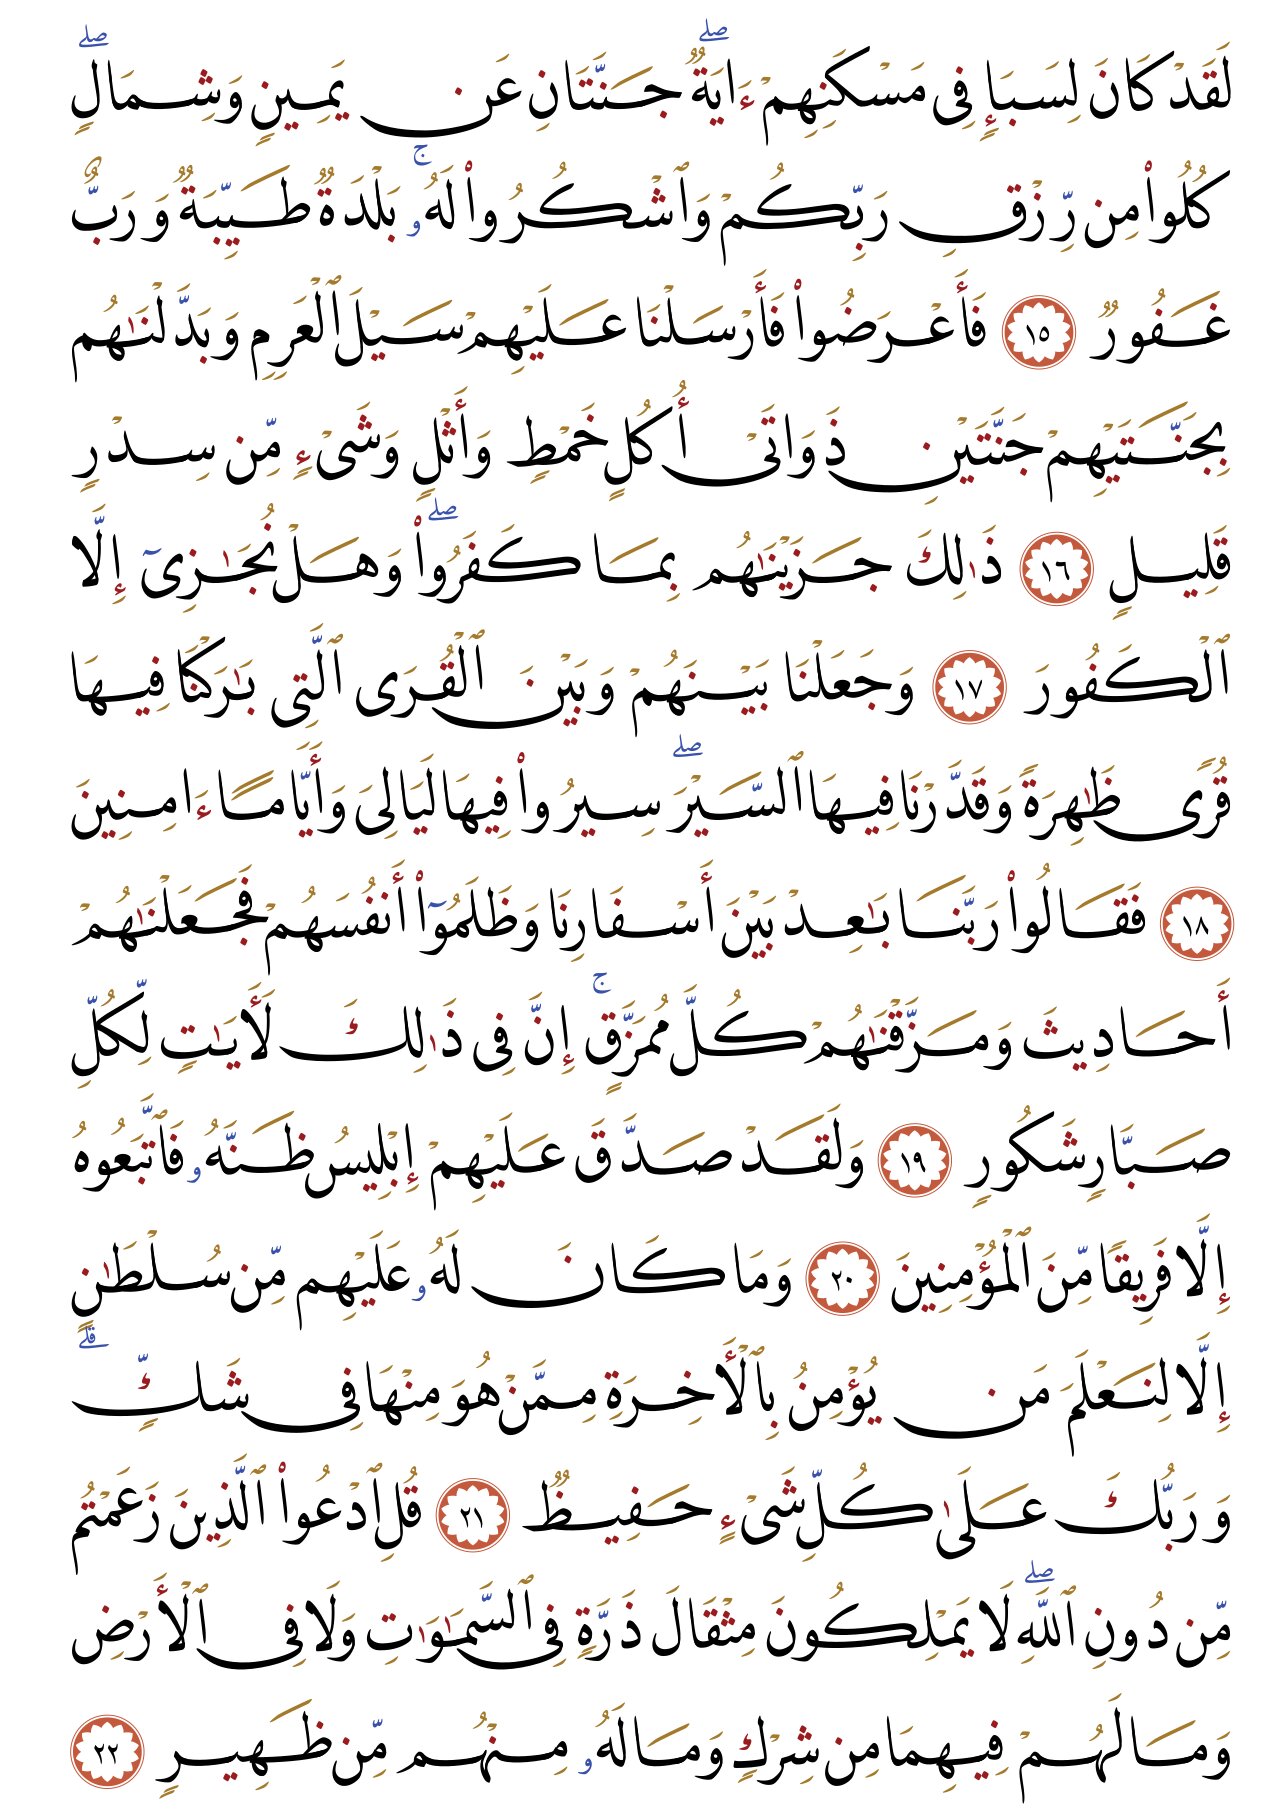 لَقَدْ كَانَ لِسَبَإٍ فِى مَسْكَنِهِمْ ءَايَةٌ ۖ جَنَّتَانِ عَن يَمِينٍ وَشِمَالٍ ۖ
كُلُوا۟ مِن رِّزْقِ رَبِّكُمْ وَٱشْكُرُوا۟ لَهُۥ ۚ بَلْدَةٌ طَيِّبَةٌ وَرَبٌّ
غَفُورٌ ١٥ فَأَعْرَضُوا۟ فَأَرْسَلْنَا عَلَيْهِمْ سَيْلَ ٱلْعَرِمِ وَبَدَّلْنَٰهُم
بِجَنَّتَيْهِمْ جَنَّتَيْنِ ذَوَاتَىْ أُكُلٍ خَمْطٍ وَأَثْلٍ وَشَىْءٍ مِّن سِدْرٍ
قَلِيلٍ ١٦ ذَٰلِكَ جَزَيْنَٰهُم بِمَا كَفَرُوا۟ ۖ وَهَلْ نُجَٰزِىٓ إِلَّا
ٱلْكَفُورَ ١٧ وَجَعَلْنَا بَيْنَهُمْ وَبَيْنَ ٱلْقُرَى ٱلَّتِى بَٰرَكْنَا فِيهَا
قُرًى ظَٰهِرَةً وَقَدَّرْنَا فِيهَا ٱلسَّيْرَ ۖ سِيرُوا۟ فِيهَا لَيَالِىَ وَأَيَّامًا ءَامِنِينَ
١٨ فَقَالُوا۟ رَبَّنَا بَٰعِدْ بَيْنَ أَسْفَارِنَا وَظَلَمُوٓا۟ أَنفُسَهُمْ فَجَعَلْنَٰهُمْ
أَحَادِيثَ وَمَزَّقْنَٰهُمْ كُلَّ مُمَزَّقٍ ۚ إِنَّ فِى ذَٰلِكَ لَأَيَٰتٍ لِّكُلِّ
صَبَّارٍ شَكُورٍ ١٩ وَلَقَدْ صَدَّقَ عَلَيْهِمْ إِبْلِيسُ ظَنَّهُۥ فَٱتَّبَعُوهُ
إِلَّا فَرِيقًا مِّنَ ٱلْمُؤْمِنِينَ ٢٠ وَمَا كَانَ لَهُۥ عَلَيْهِم مِّن سُلْطَٰنٍ
إِلَّا لِنَعْلَمَ مَن يُؤْمِنُ بِٱلْأَخِرَةِ مِمَّنْ هُوَ مِنْهَا فِى شَكٍّ ۗ
وَرَبُّكَ عَلَىٰ كُلِّ شَىْءٍ حَفِيظٌ ٢١ قُلِ ٱدْعُوا۟ ٱلَّذِينَ زَعَمْتُم
مِّن دُونِ ٱللَّهِ ۖ لَا يَمْلِكُونَ مِثْقَالَ ذَرَّةٍ فِى ٱلسَّمَٰوَٰتِ وَلَا فِى ٱلْأَرْضِ
وَمَا لَهُمْ فِيهِمَا مِن شِرْكٍ وَمَا لَهُۥ مِنْهُم مِّن ظَهِيرٍ ٢٢